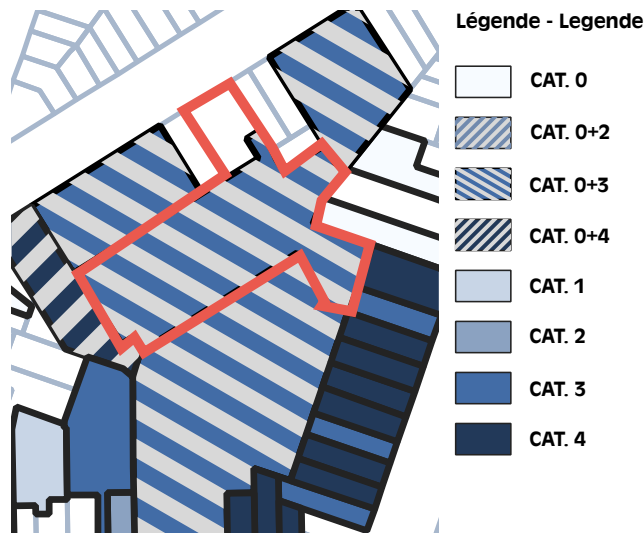 Légende - Legende
CAT. 0
CAT. 0+2
CAT. 0+3
CAT. 0+4
CAT. 1
CAT. 2
CAT. 3
CAT. 4